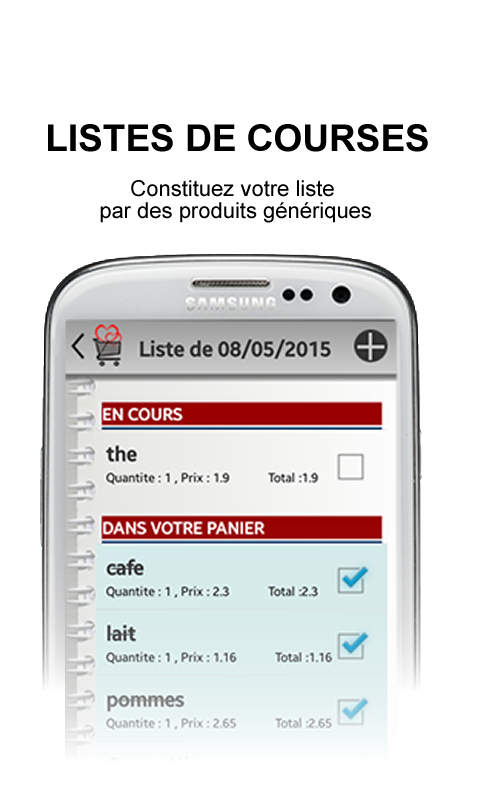 LISTES DE COURSES
Constituez votre liste
par des produits génériques
SAMSUNG
Liste de 08/05/2015
EN COURS
the
Quantite : 1 , Prix : 1.9 Total :1.9
DANS VOTRE PANIER
cafe
Quantite : 1 , Prix : 2.3 Total :2.3
lait
Quantite : 1 , Prix : 1.16 Total :1.16
pommes
Quantite : 1 , Prix : 2.65 Total :2.65